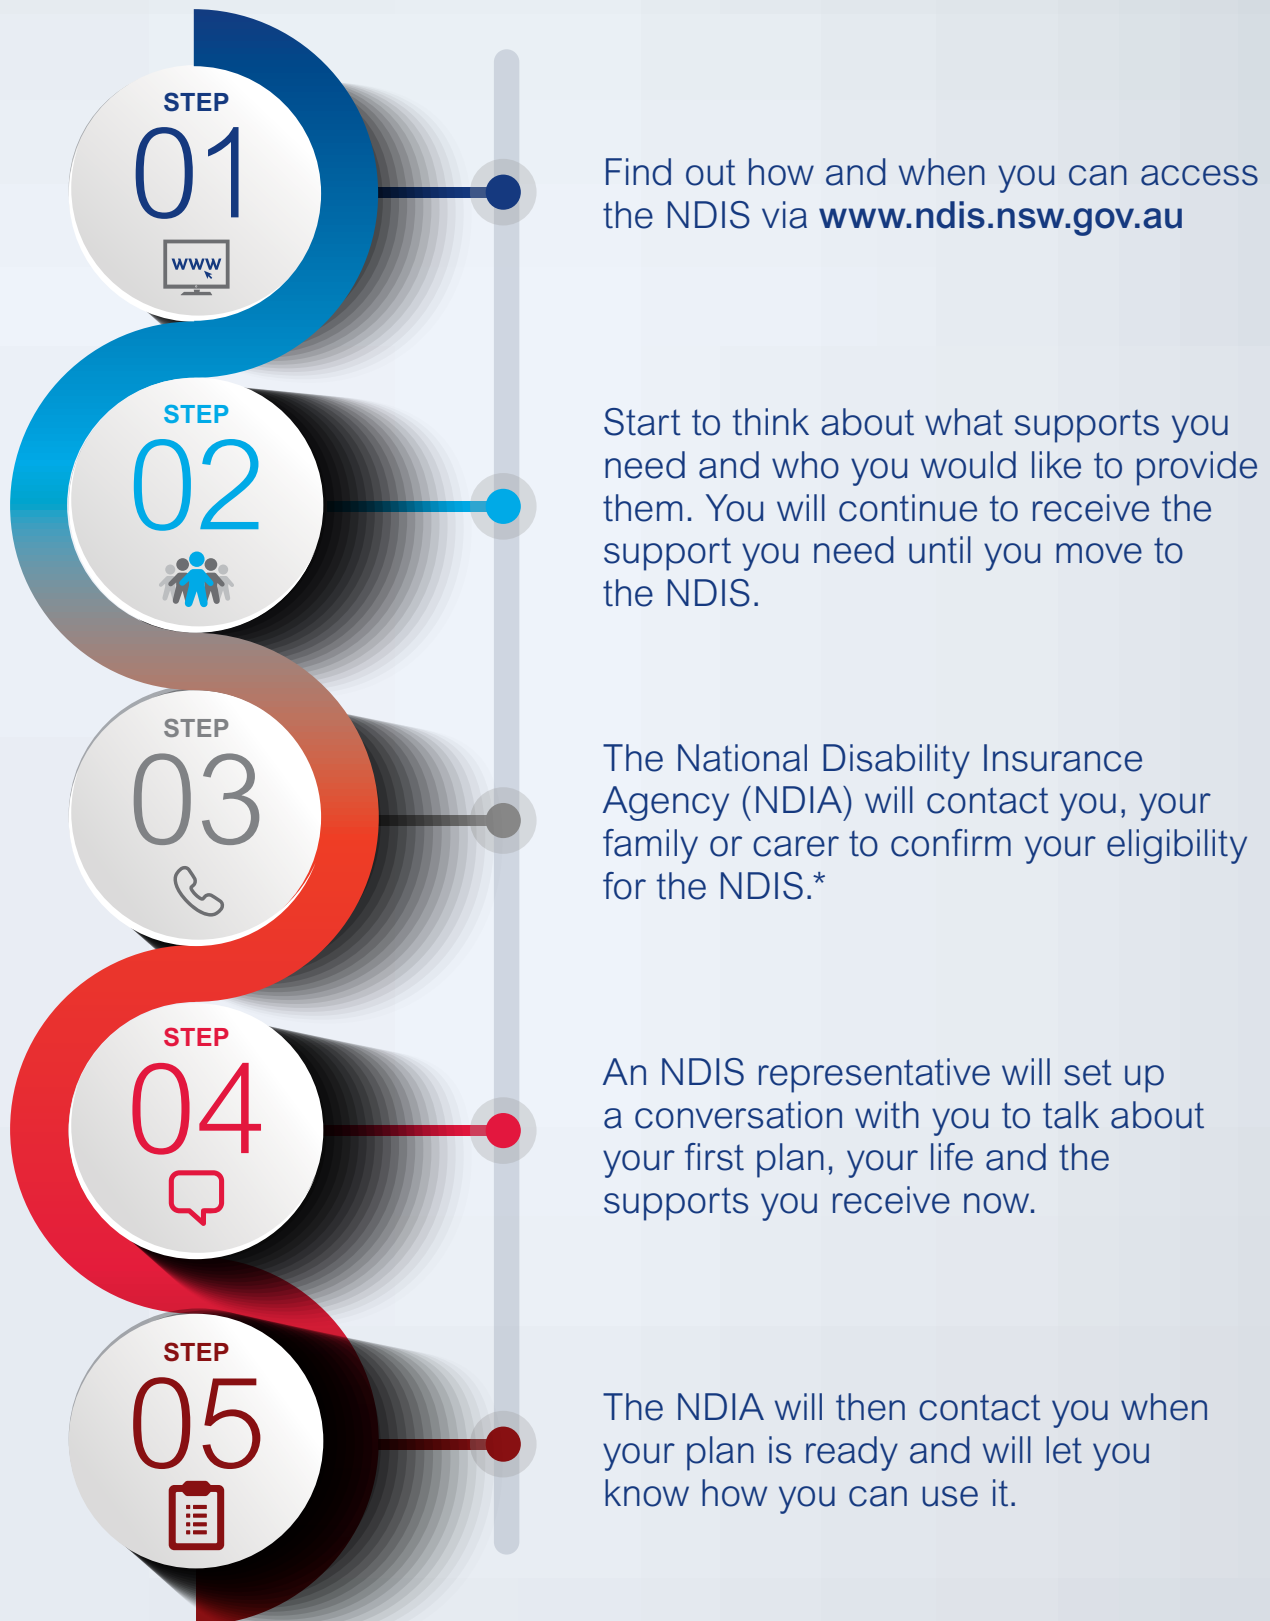 STEP
01
www
Find out how and when you can access
the NDIS via www.ndis.nsw.gov.au
STEP
02
Start to think about what supports you
need and who you would like to provide
them. You will continue to receive the
support you need until you move to
the NDIS.
STEP
03
The National Disability Insurance
Agency (NDIA) will contact you, your
family or carer to confirm your eligibility
for the NDIS.*
STEP
04
An NDIS representative will set up
a conversation with you to talk about
your first plan, your life and the
supports you receive now.
STEP
05
The NDIA will then contact you when
your plan is ready and will let you
know how you can use it.